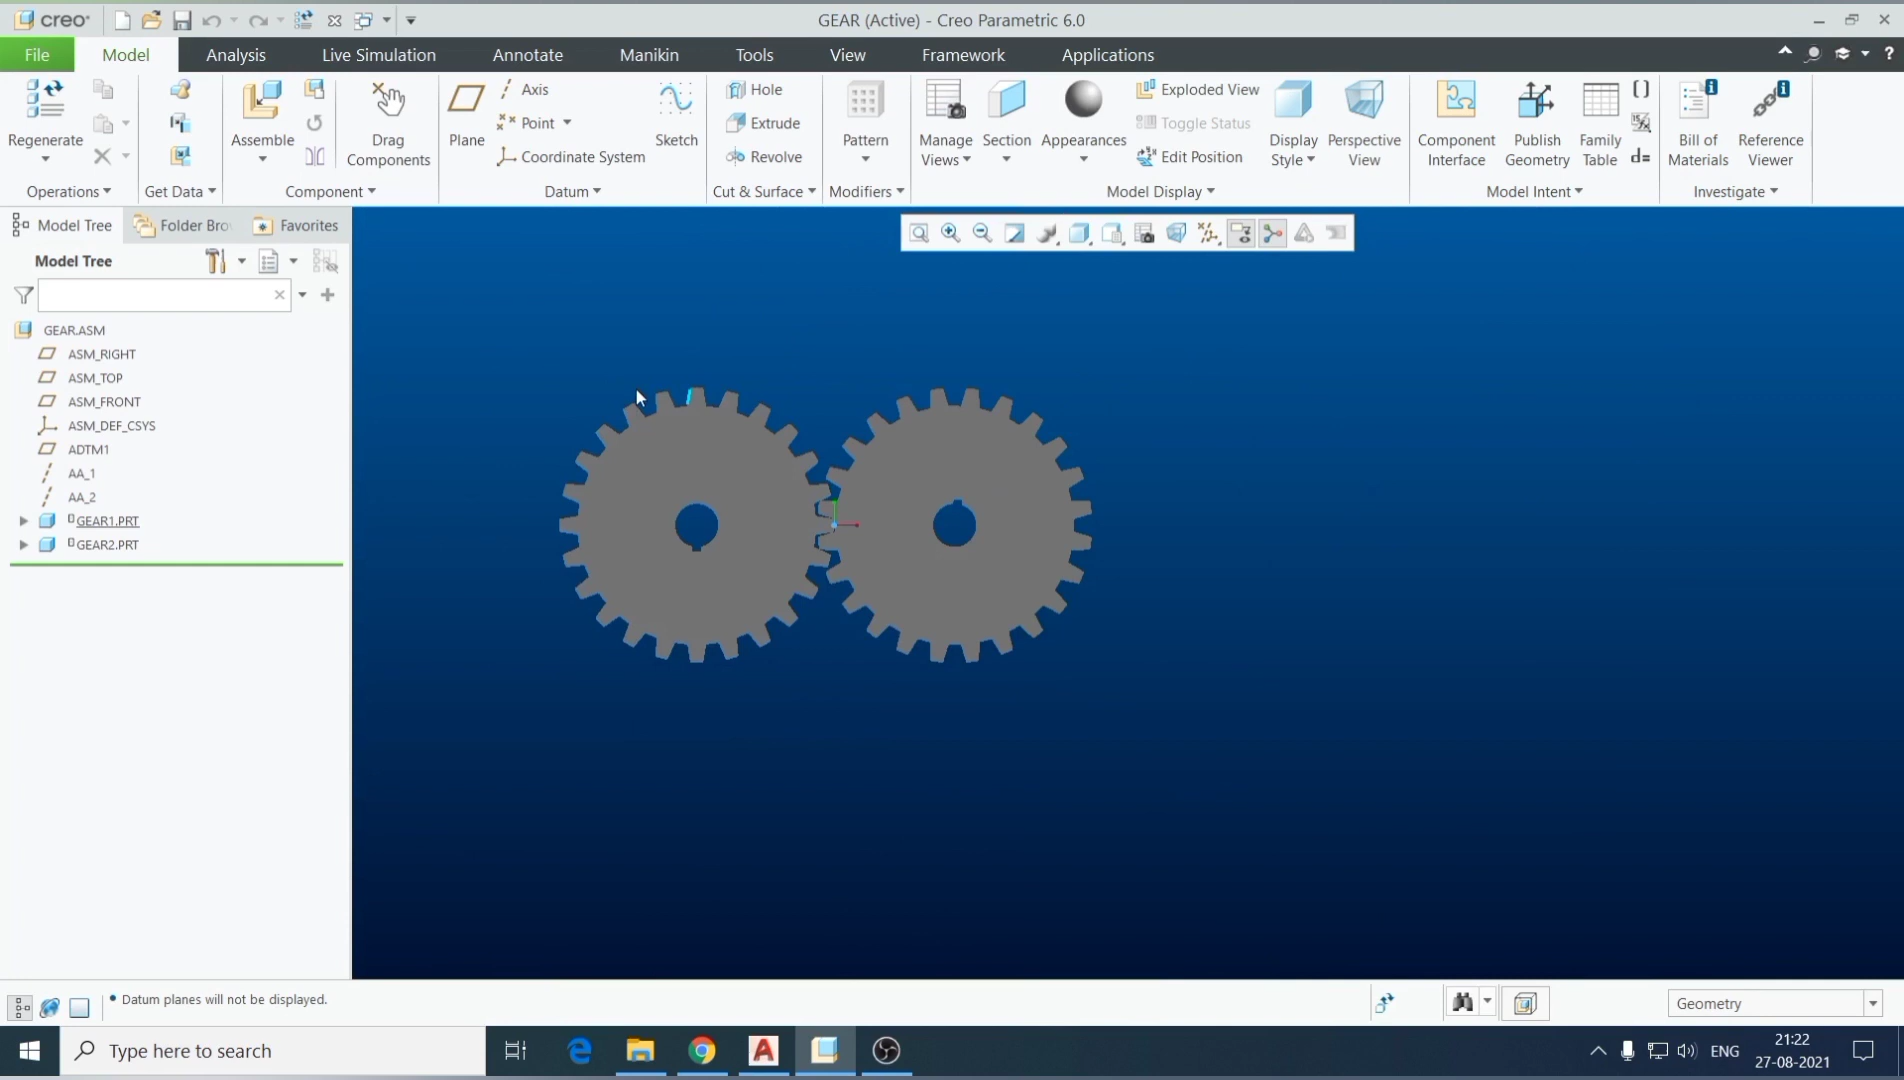 creo
GEAR (Active) - Creo Parametric 6.0
File Model Analysis Live Simulation Annotate Manikin Tools View Framework Applications
Regenerate
Operations
Get Data
Assemble
Drag Components
Component
Plane
Axis
Point
Coordinate System
Sketch
Datum
Hole
Extrude
Revolve
Cut & Surface
Pattern
Modifiers
Manage Views
Section
Appearances
Exploded View
Toggle Status
Edit Position
Display Style
Perspective View
Model Display
Component Interface
Publish Geometry
Family Table
d=
Model Intent
Bill of Materials
Reference Viewer
Investigate
Model Tree Folder Bro Favorites
Model Tree
GEAR.ASM
ASM_RIGHT
ASM_TOP
ASM_FRONT
ASM_DEF_CSYS
ADTM1
AA_1
AA_2
GEAR1.PRT
GEAR2.PRT
• Datum planes will not be displayed.
Geometry
Type here to search
ENG
21:22
27-08-2021